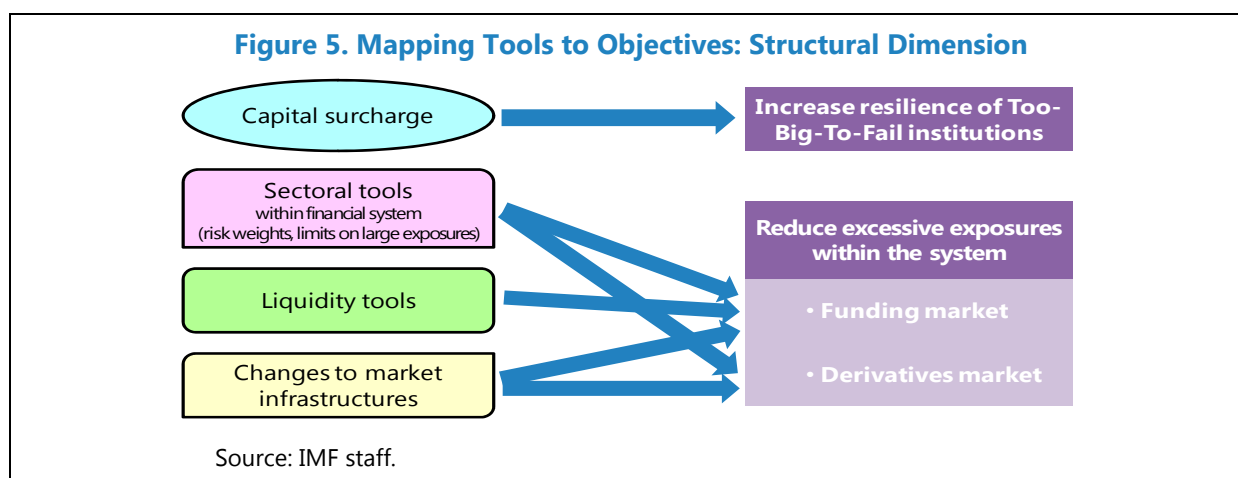 Figure 5. Mapping Tools to Objectives: Structural Dimension
Capital surcharge
Increase resilience of Too-
Big-To-Fail institutions
Sectoral tools
within financial system
(risk weights, limits on large exposures)
Reduce excessive exposures
within the system
Liquidity tools
• Funding market
Changes to market
infrastructures
• Derivatives market
Source: IMF staff.